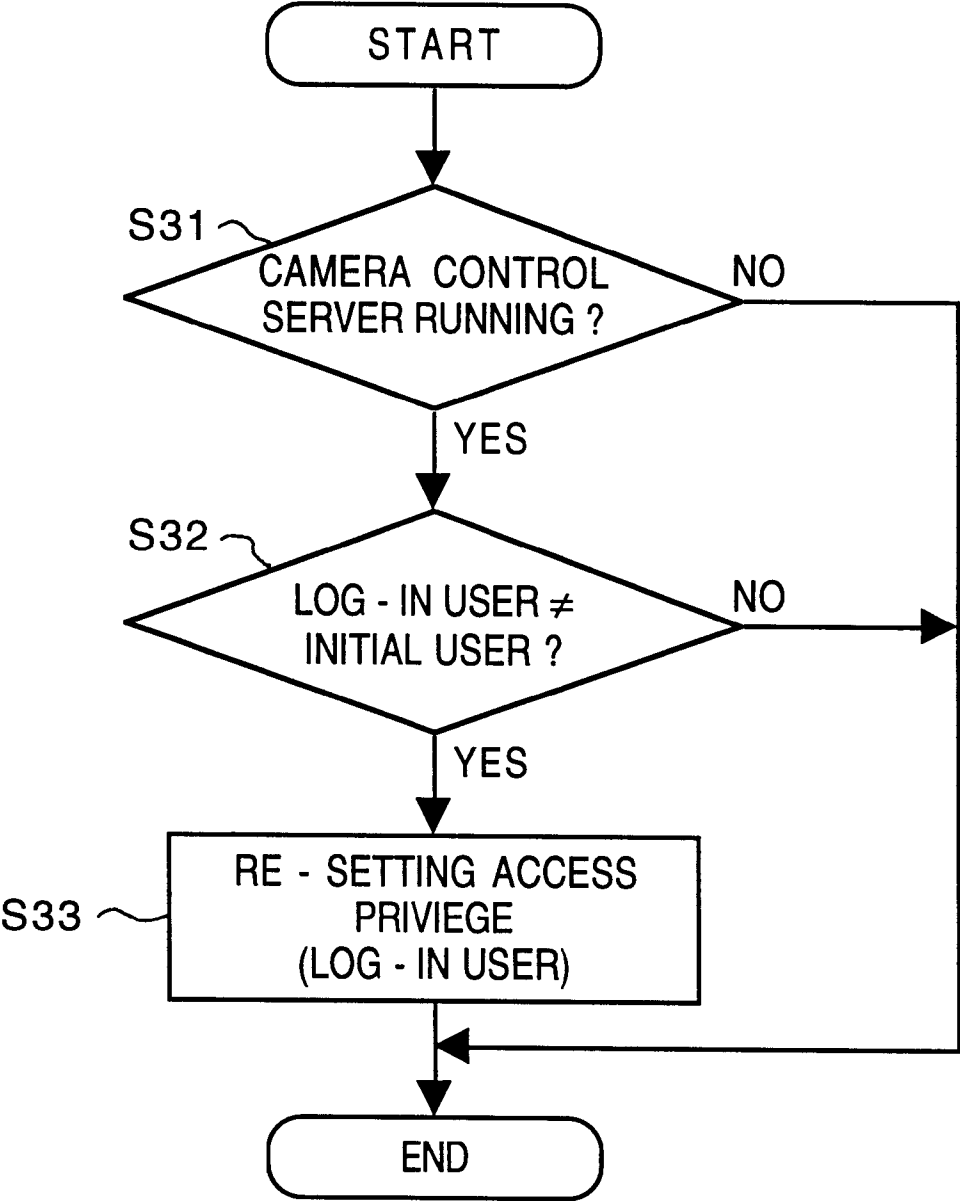 START
S31
CAMERA CONTROL
SERVER RUNNING ?
NO
YES
S32
LOG - IN USER ≠
INITIAL USER ?
NO
YES
S33
RE - SETTING ACCESS
PRIVIEGE
(LOG - IN USER)
END